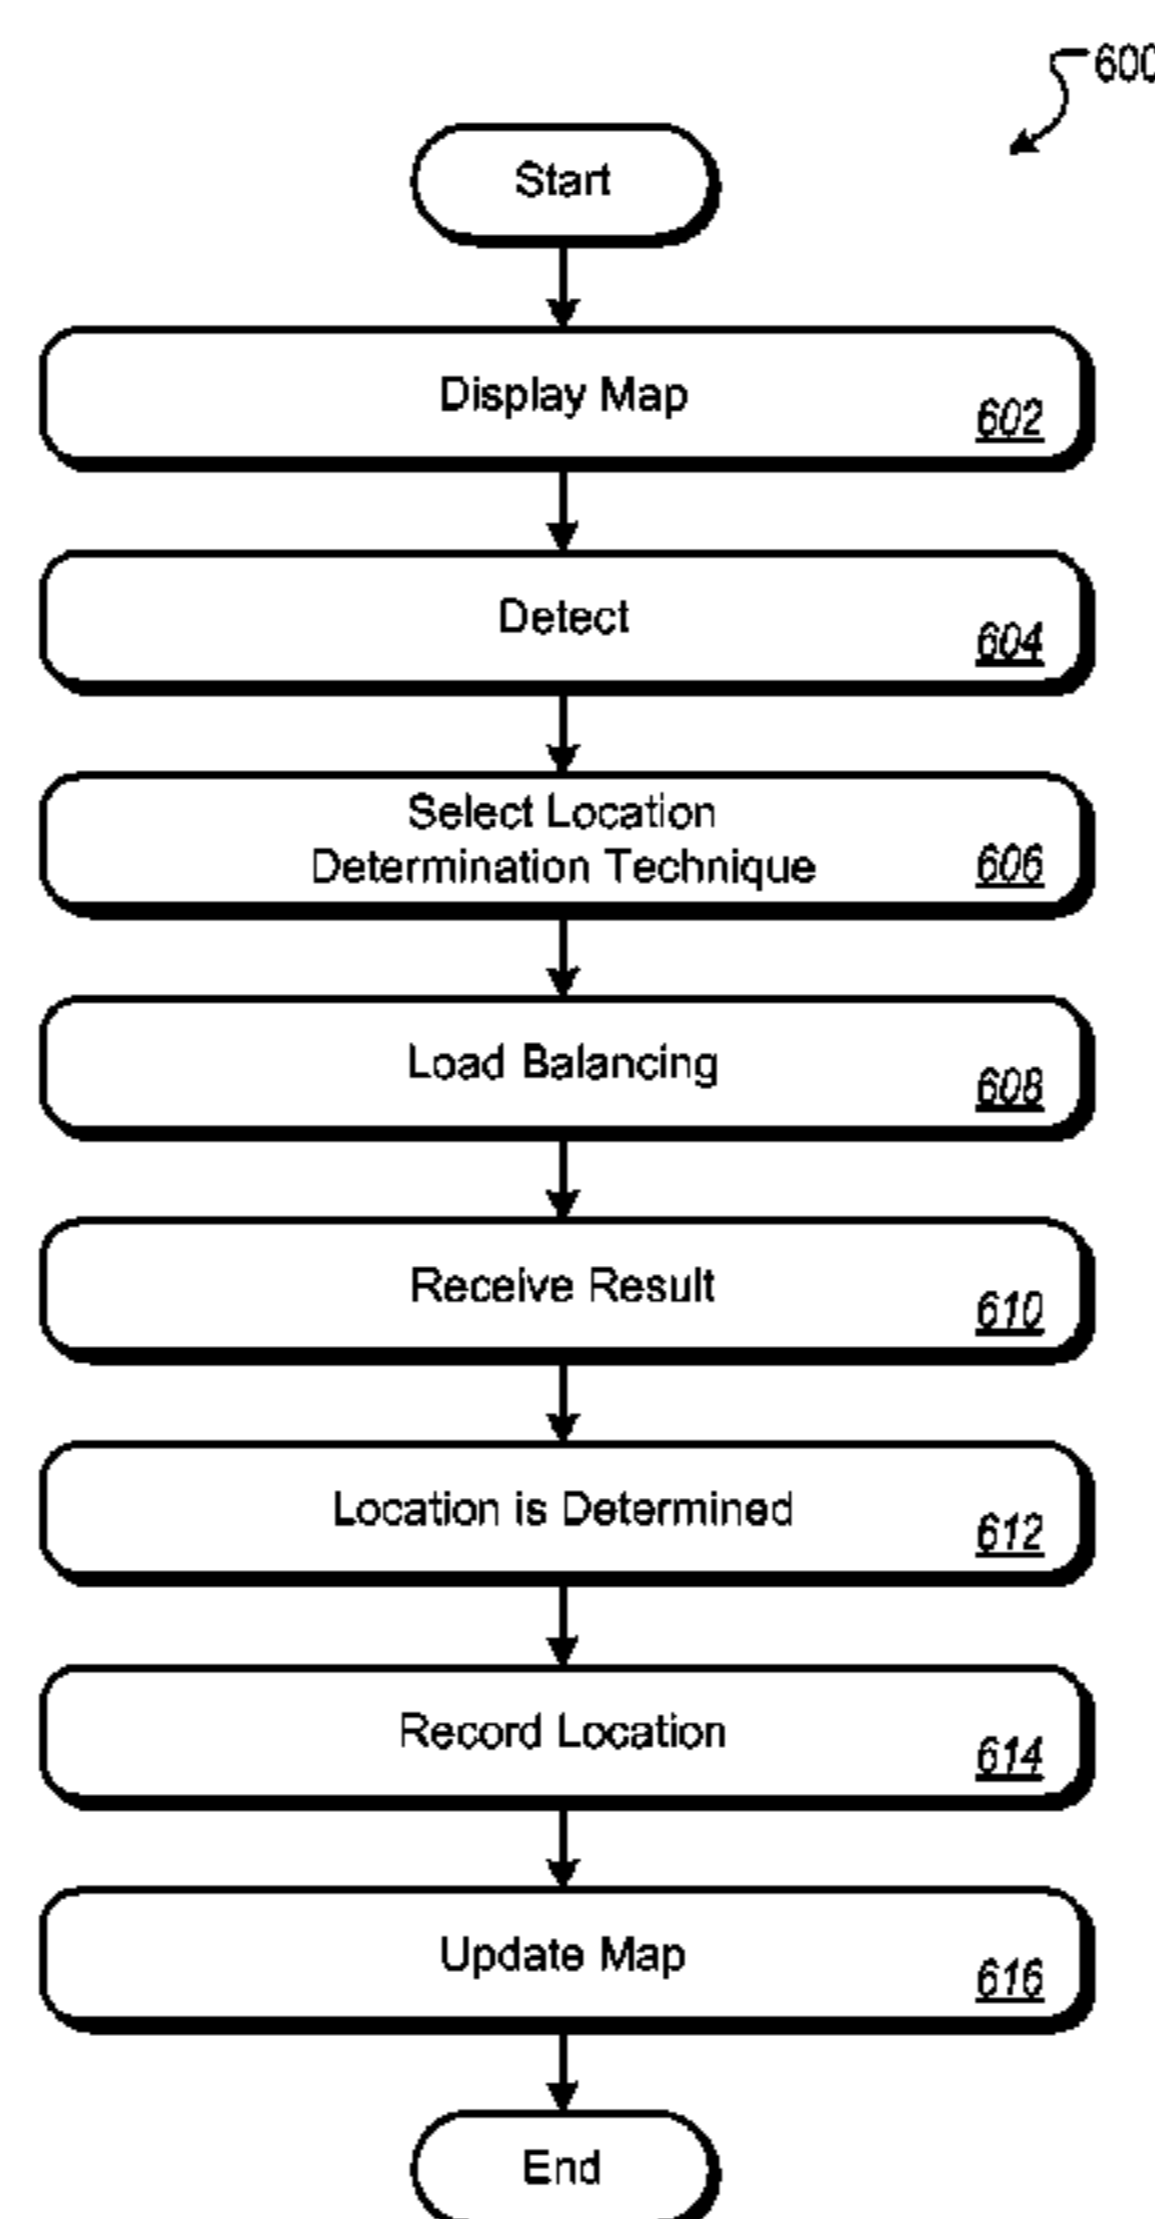 600
Start
Display Map
602
Detect
604
Select Location
Determination Technique
606
Load Balancing
608
Receive Result
610
Location is Determined
612
Record Location
614
Update Map
616
End